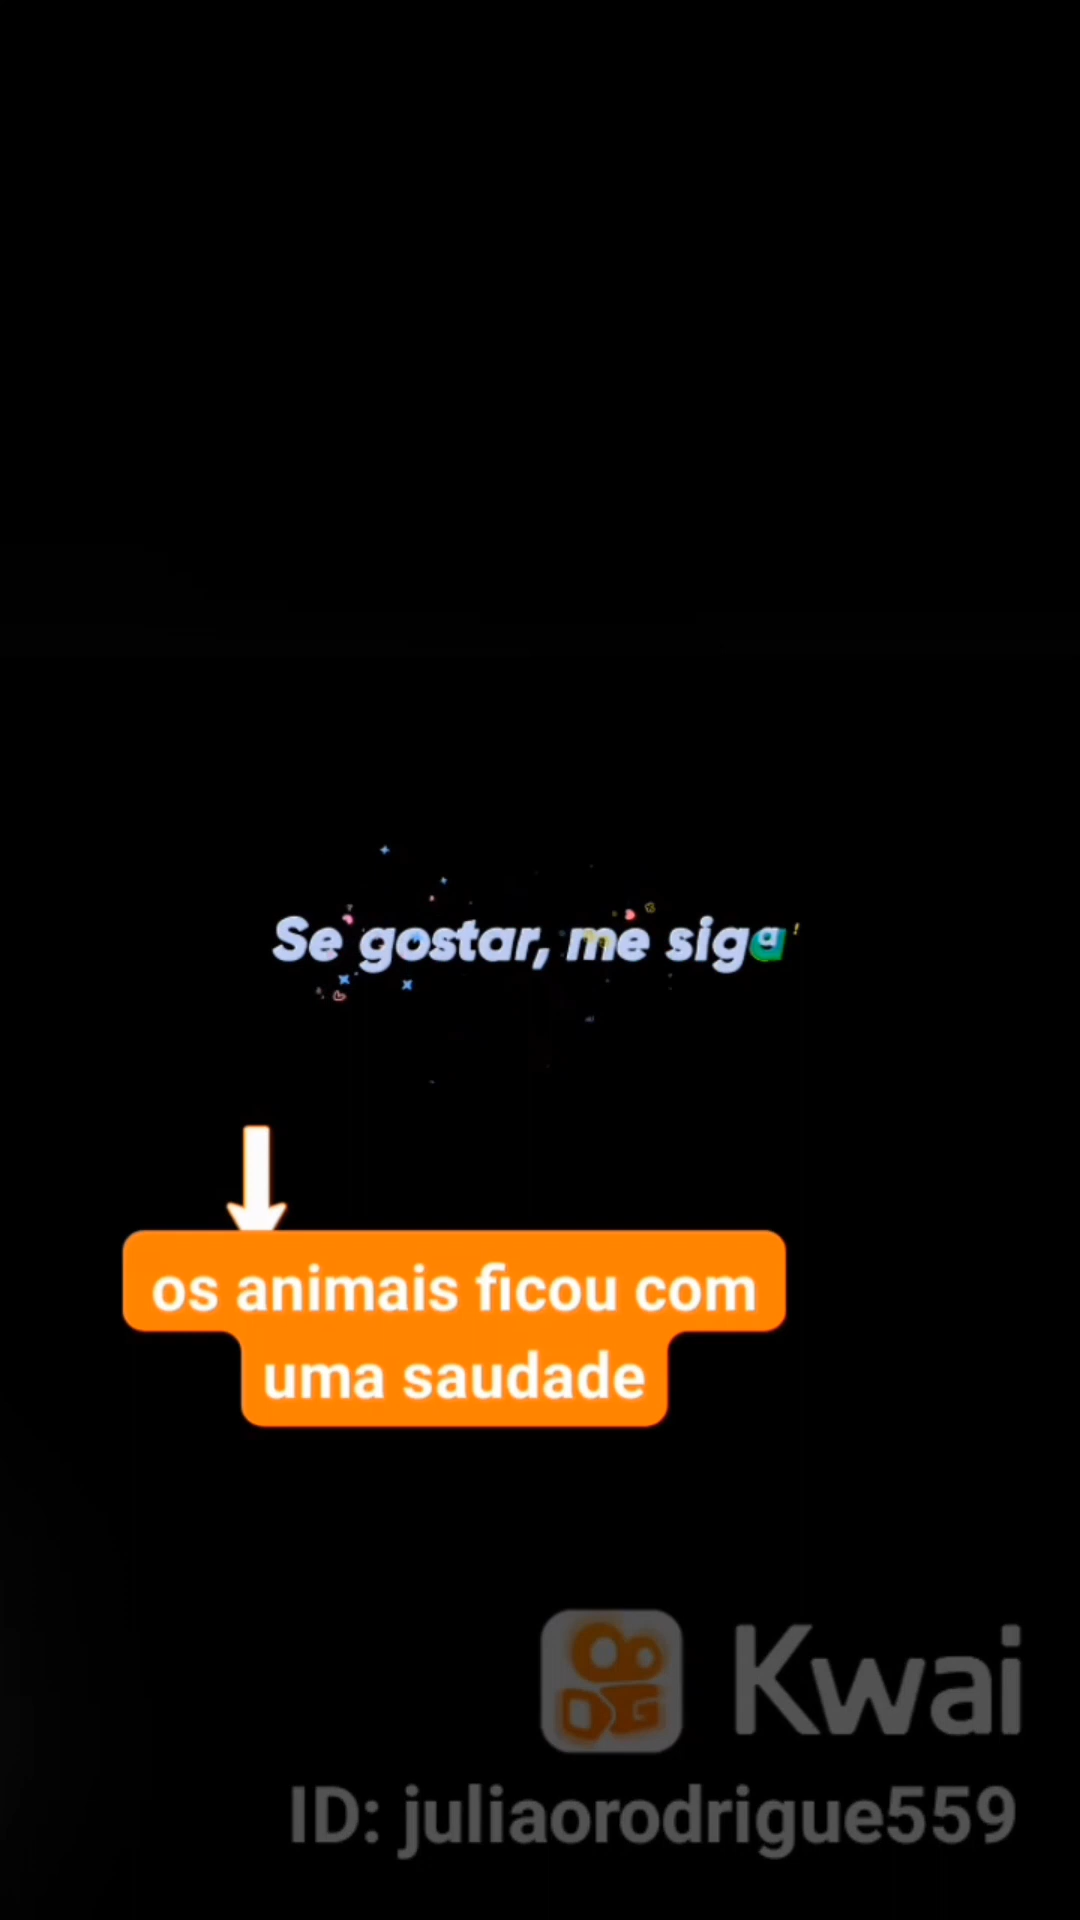 Se gostar, me siga!
os animais ficou com
uma saudade
Kwai
ID: juliaorodrigue559